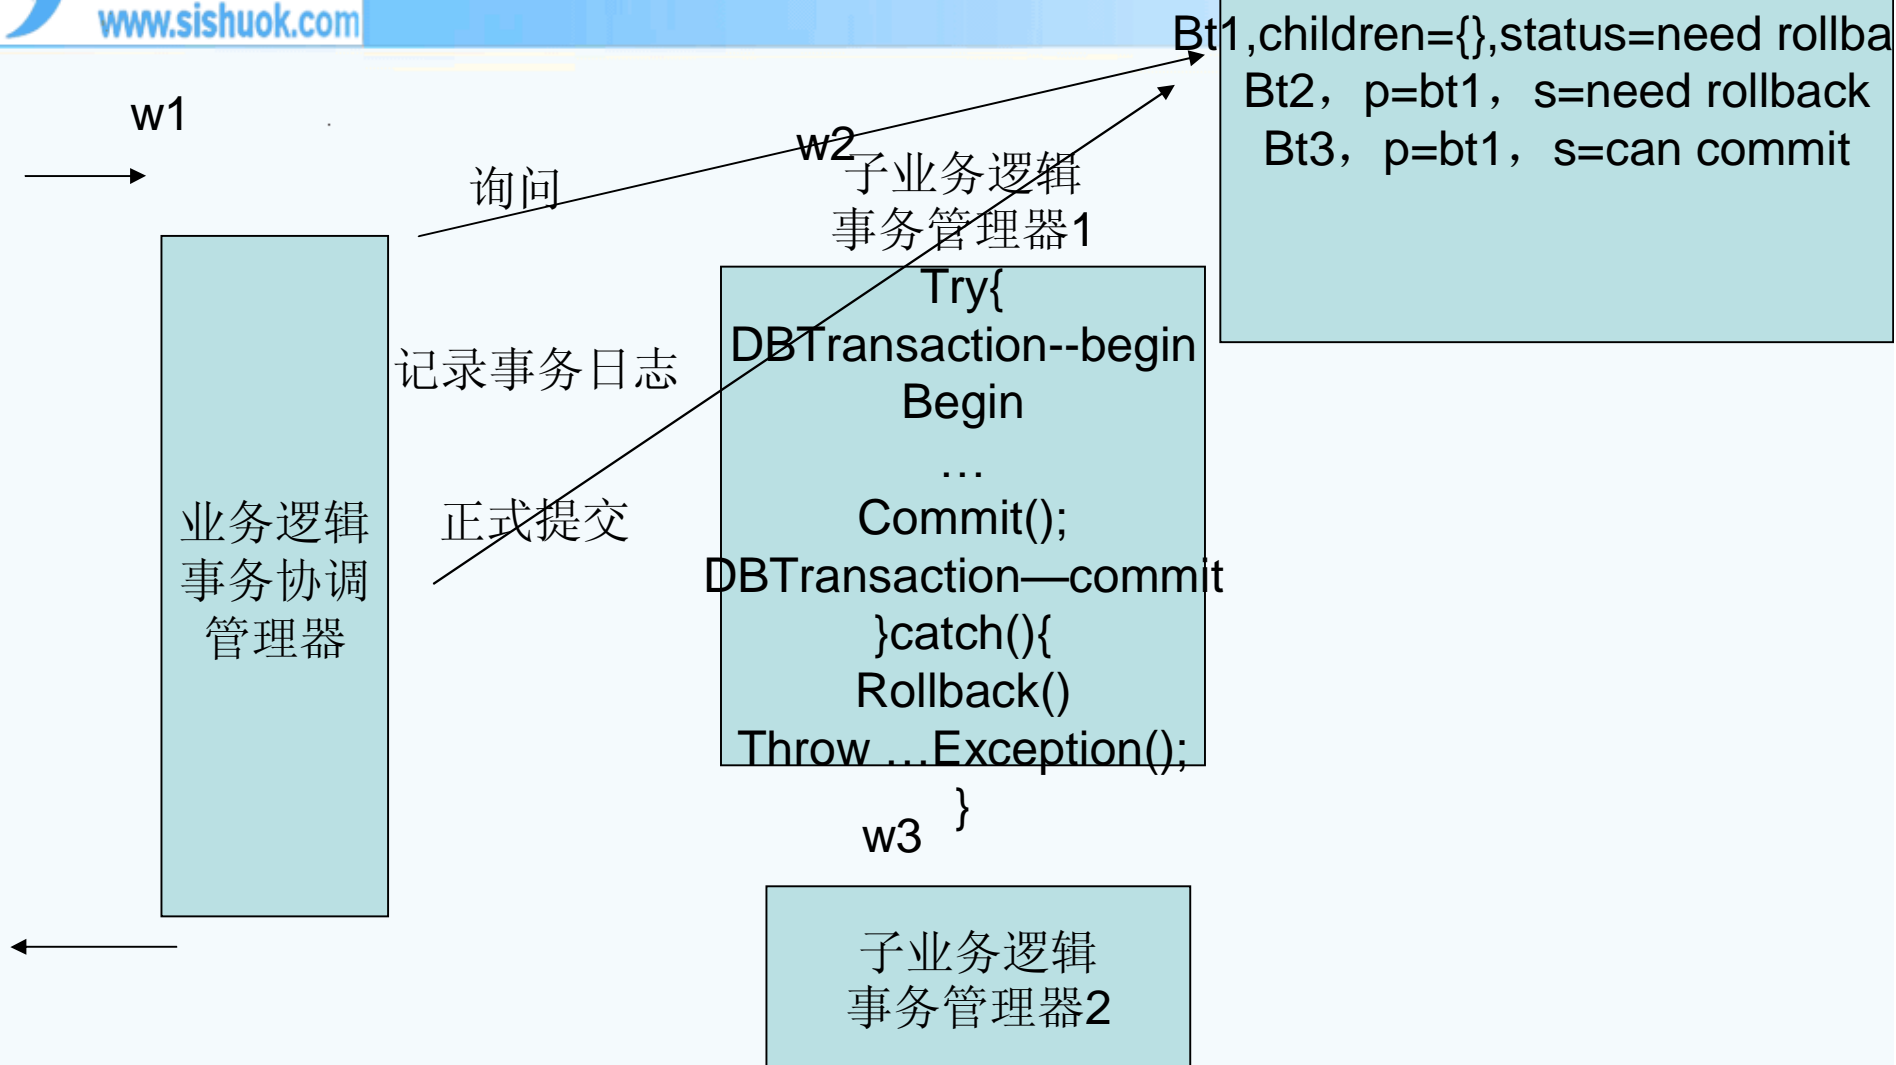 www.sishuok.com
Bt1,children={},status=need rollba
Bt2，p=bt1，s=need rollback
Bt3，p=bt1，s=can commit
w1
w2
询问
子业务逻辑
事务管理器1
Try{
DBTransaction--begin
Begin
…
Commit();
DBTransaction—commit
}catch(){
Rollback()
Throw …Exception();
}
记录事务日志
正式提交
业务逻辑
事务协调
管理器
w3
子业务逻辑
事务管理器2